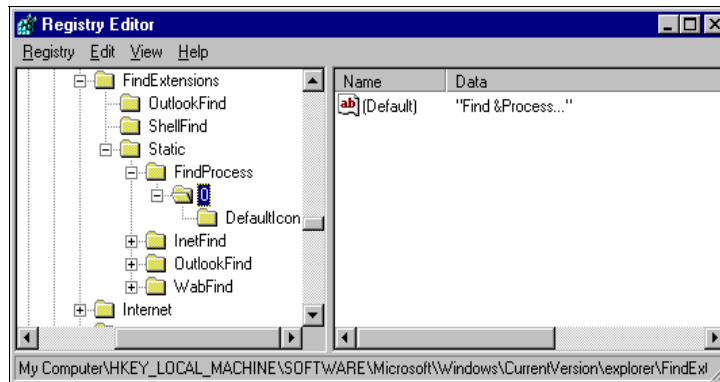 Registry Editor
Registry Edit View Help
FindExtensions
OutlookFind
ShellFind
Static
FindProcess
0
DefaultIcon
InetFind
OutlookFind
WabFind
Internet
Name Data
ab (Default) "Find &Process..."
My Computer\HKEY_LOCAL_MACHINE\SOFTWARE\Microsoft\Windows\CurrentVersion\explorer\FindExt